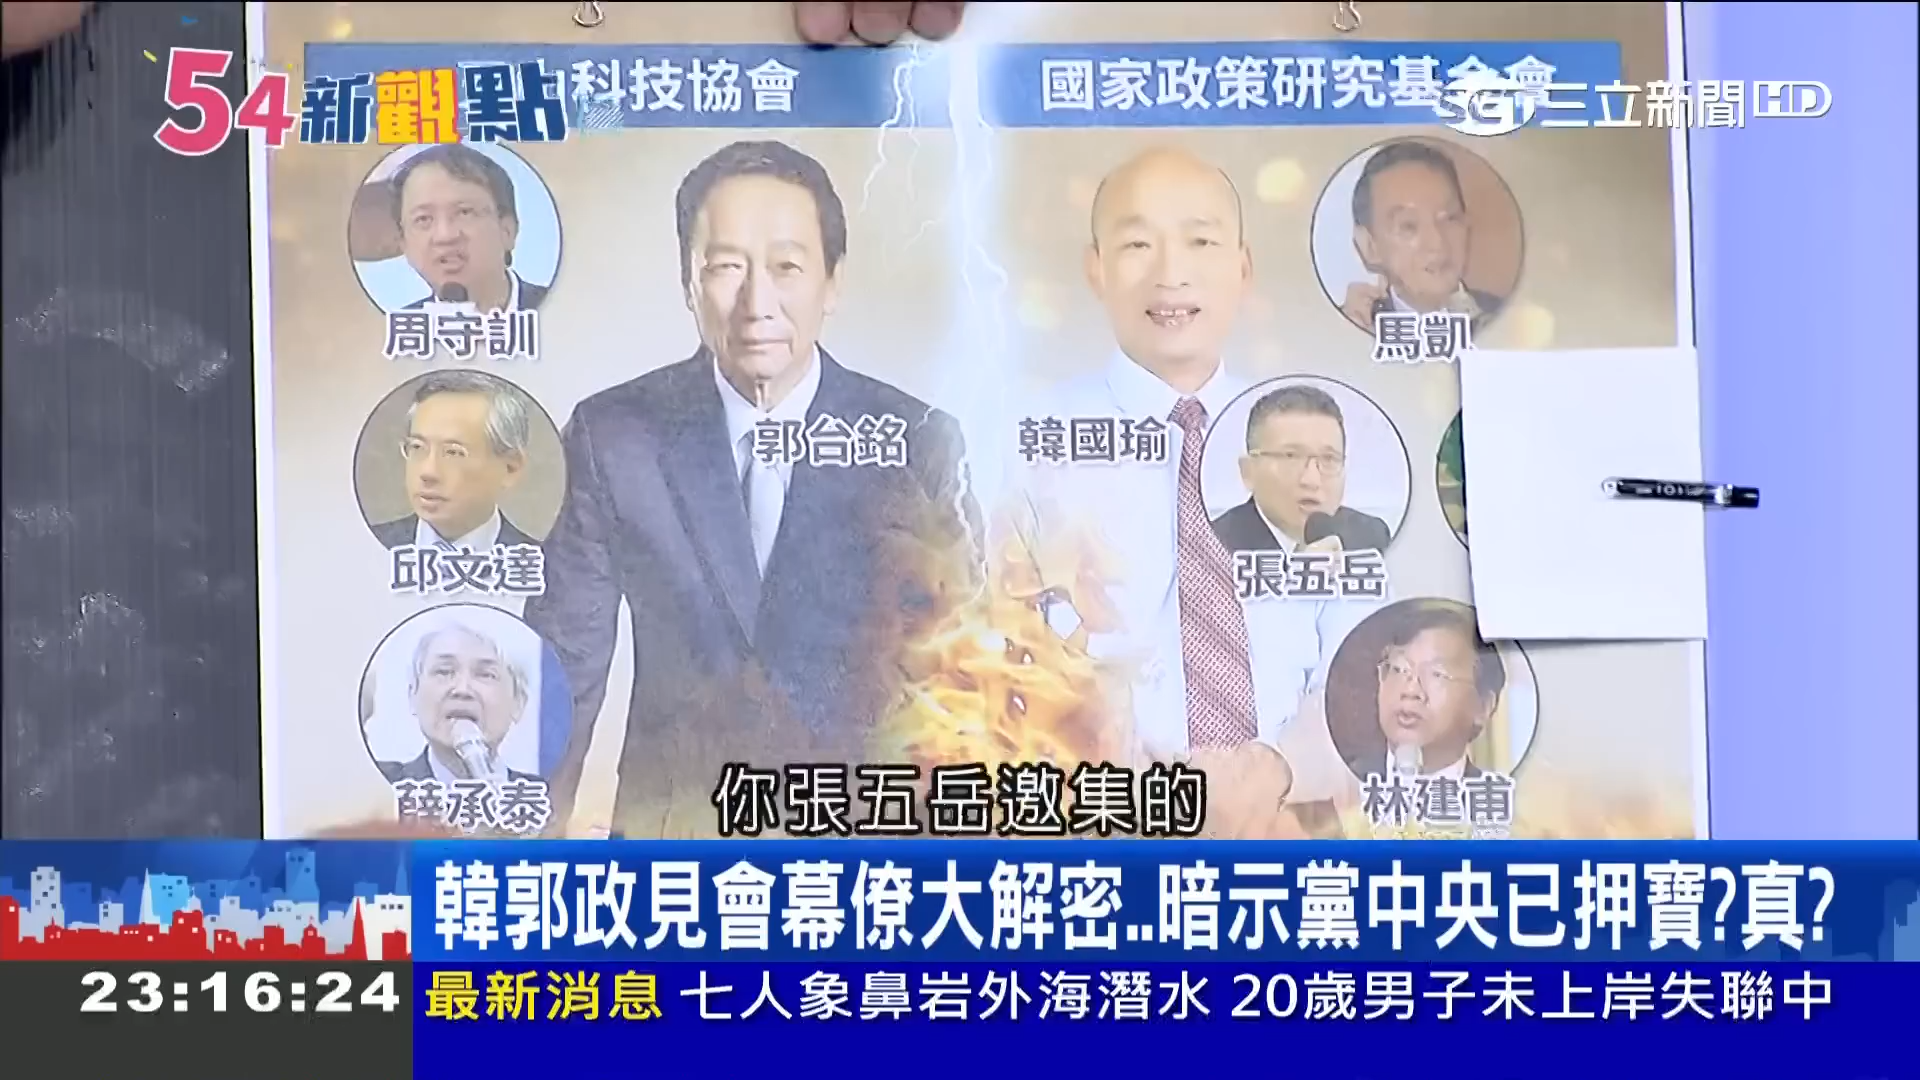 54新觀點
科技協會
國家政策研究基金會
三立新聞HD
周守訓
馬凱
郭台銘
韓國瑜
邱文達
張五岳
薛承泰
林建甫
你張五岳邀集的
韓郭政見會幕僚大解密..暗示黨中央已押寶?真?
23:16:24
最新消息 七人象鼻岩外海潛水 20歲男子未上岸失聯中